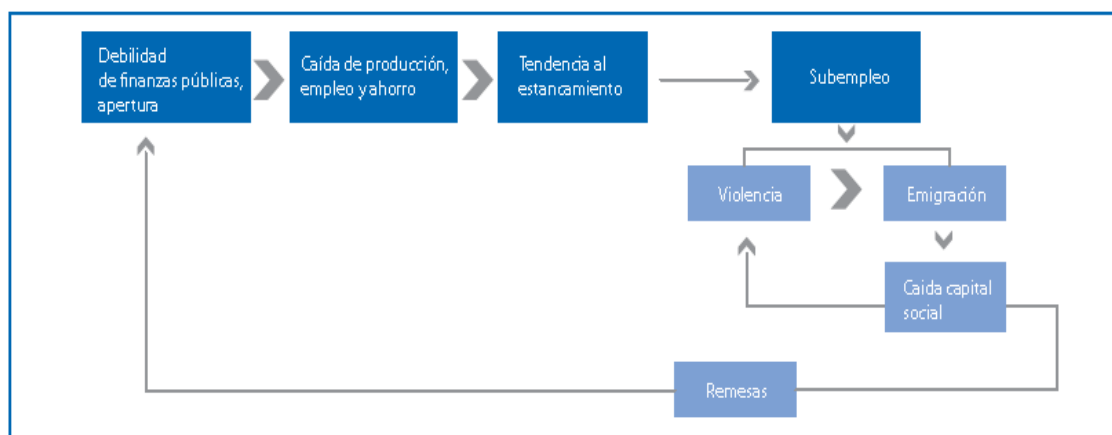 Debilidad
de finanzas públicas,
apertura
Caída de producción,
empleo y ahorro
Tendencia al
estancamiento
Subempleo
Violencia
Emigración
Caida capital
social
Remesas